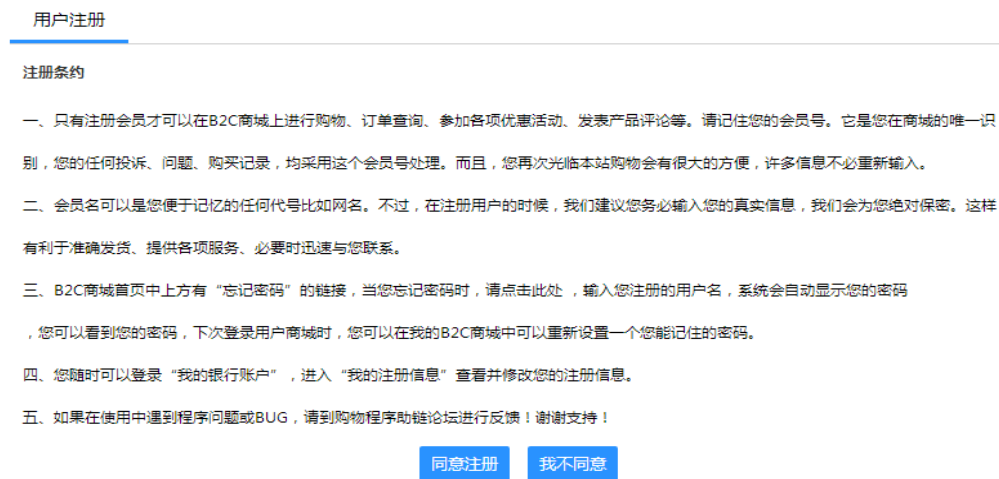 用户注册
注册条约
一、只有注册会员才可以在B2C商城上进行购物、订单查询、参加各项优惠活动、发表产品评论等。请记住您的会员号。它是您在商城的唯一识
别，您的任何投诉、问题、购买记录，均采用这个会员号处理。而且，您再次光临本站购物会有很大的方便，许多信息不必重新输入。
二、会员名可以是您便于记忆的任何代号比如网名。不过，在注册用户的时候，我们建议您务必输入您的真实信息，我们会为您绝对保密。这样
有利于准确发货、提供各项服务、必要时迅速与您联系。
三、B2C商城首页中上方有“忘记密码”的链接，当您忘记密码时，请点击此处 ，输入您注册的用户名，系统会自动显示您的密码
，您可以看到您的密码，下次登录用户商城时，您可以在我的B2C商城中可以重新设置一个您能记住的密码。
四、您随时可以登录“我的银行账户”，进入“我的注册信息”查看并修改您的注册信息。
五、如果在使用中遇到程序问题或BUG，请到购物程序助链论坛进行反馈！谢谢支持！
同意注册 我不同意